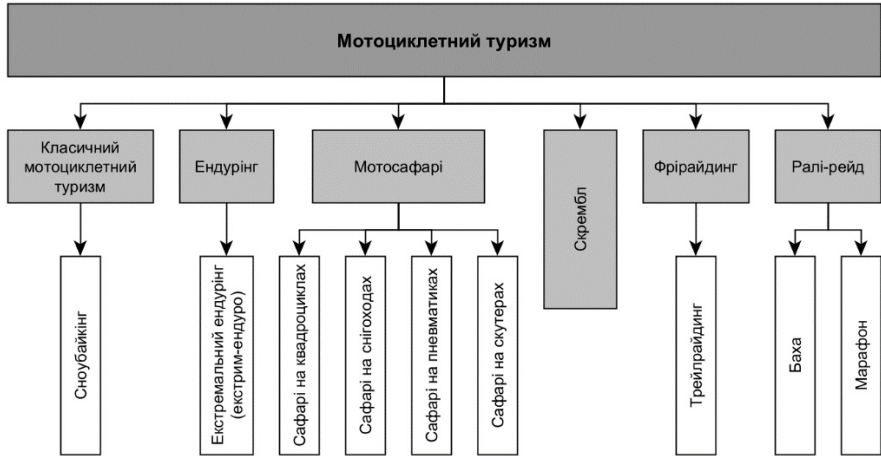 Мотоциклетний туризм
Класичний
мотоциклетний
туризм
Ендурінг
Мотосафарі
Скрембл
Фрірайдинг
Ралі-рейд
Сноубайкінг
Екстремальний ендурінг
(екстрим-ендуро)
Сафарі на квадроциклах
Сафарі на снігоходах
Сафарі на пневматиках
Сафарі на скутерах
Трейлрайдинг
Баха
Марафон